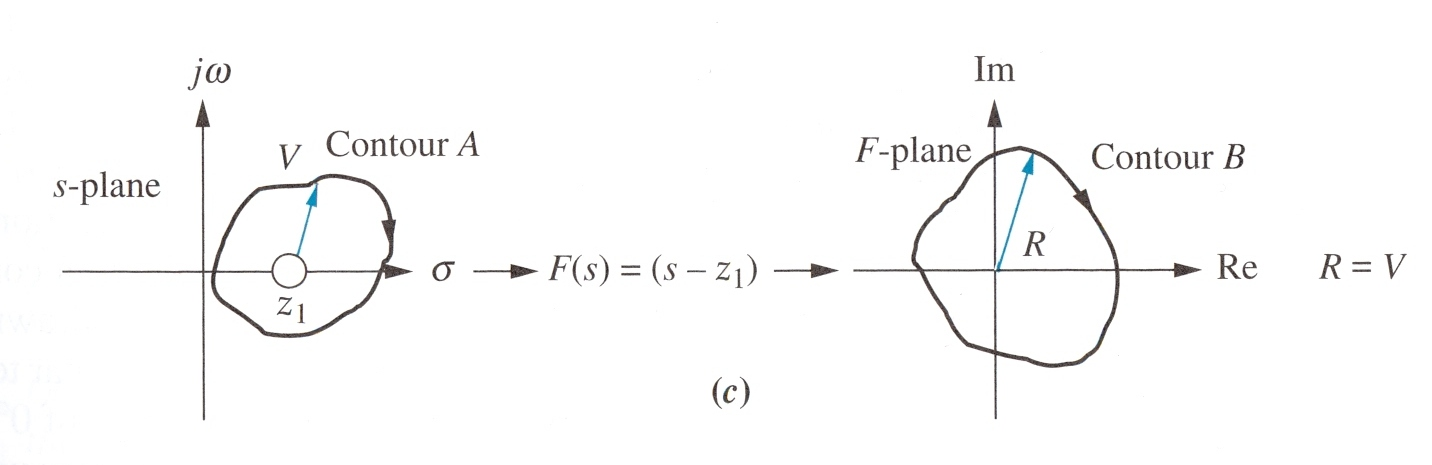 jω
Im
V Contour A
F-plane
Contour B
s-plane
R
σ
F(s) = (s – z₁)
Re
R = V
z₁
(c)